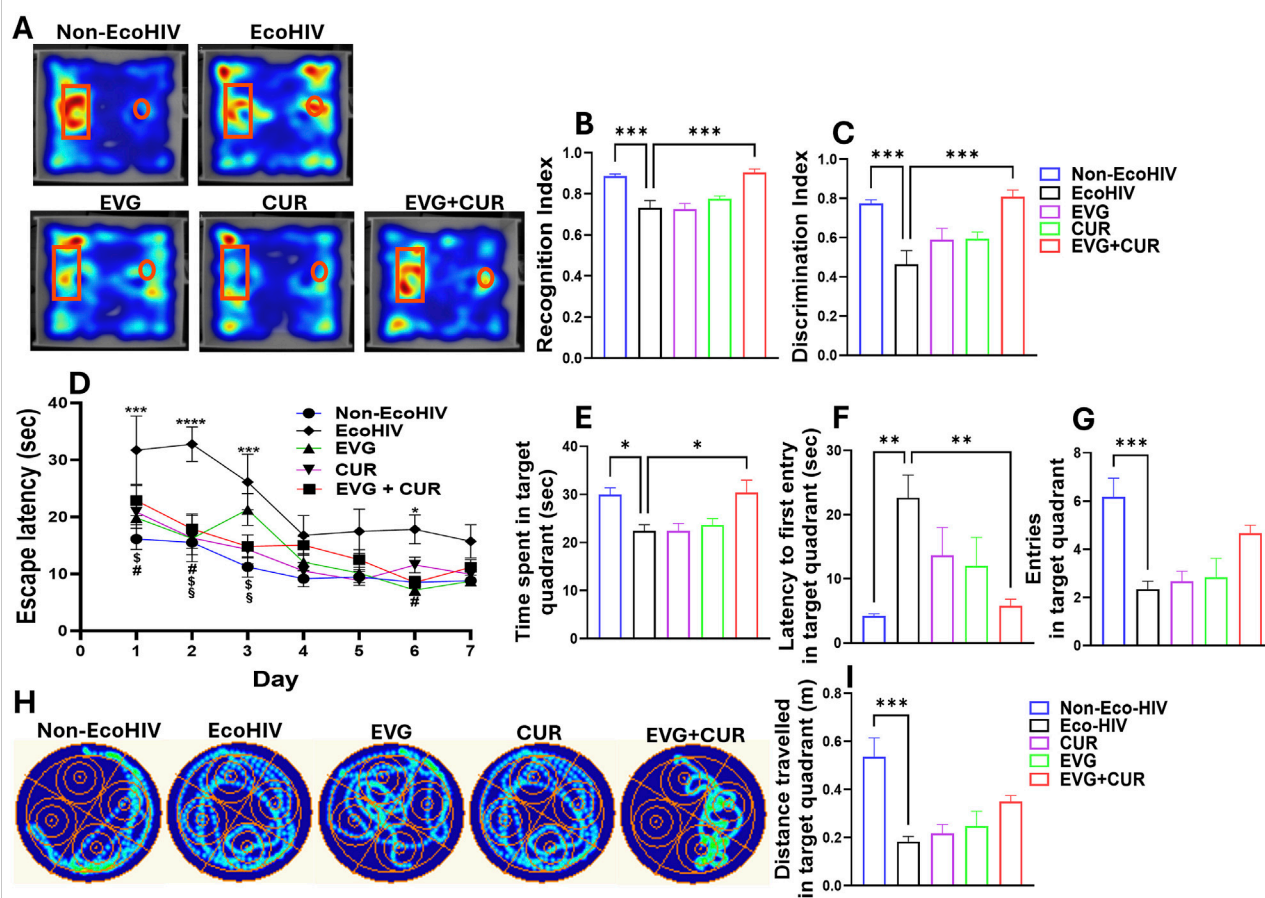 A
Non-EcoHIV
EcoHIV
EVG
CUR
EVG+CUR
B
***
***
Recognition Index
1.0
0.8
0.6
0.4
0.2
0.0
C
***
***
Discrimination Index
1.0
0.8
0.6
0.4
0.2
0.0
Non-EcoHIV
EcoHIV
EVG
CUR
EVG+CUR
D
Escape latency (sec)
40
30
20
10
0
***
****
***
*
$
#
#
$
§
$
§
#
0
1
2
3
4
5
6
7
Day
Non-EcoHIV
EcoHIV
EVG
CUR
EVG + CUR
E
*
*
Time spent in target
quadrant (sec)
40
30
20
10
0
F
**
**
Latency to first entry
in target quadrant (sec)
30
20
10
0
G
***
Entries
in target quadrant
8
6
4
2
0
H
Non-EcoHIV
EcoHIV
EVG
CUR
EVG+CUR
I
***
Distance travelled
in target quadrant (m)
0.8
0.6
0.4
0.2
0.0
Non-Eco-HIV
Eco-HIV
CUR
EVG
EVG+CUR